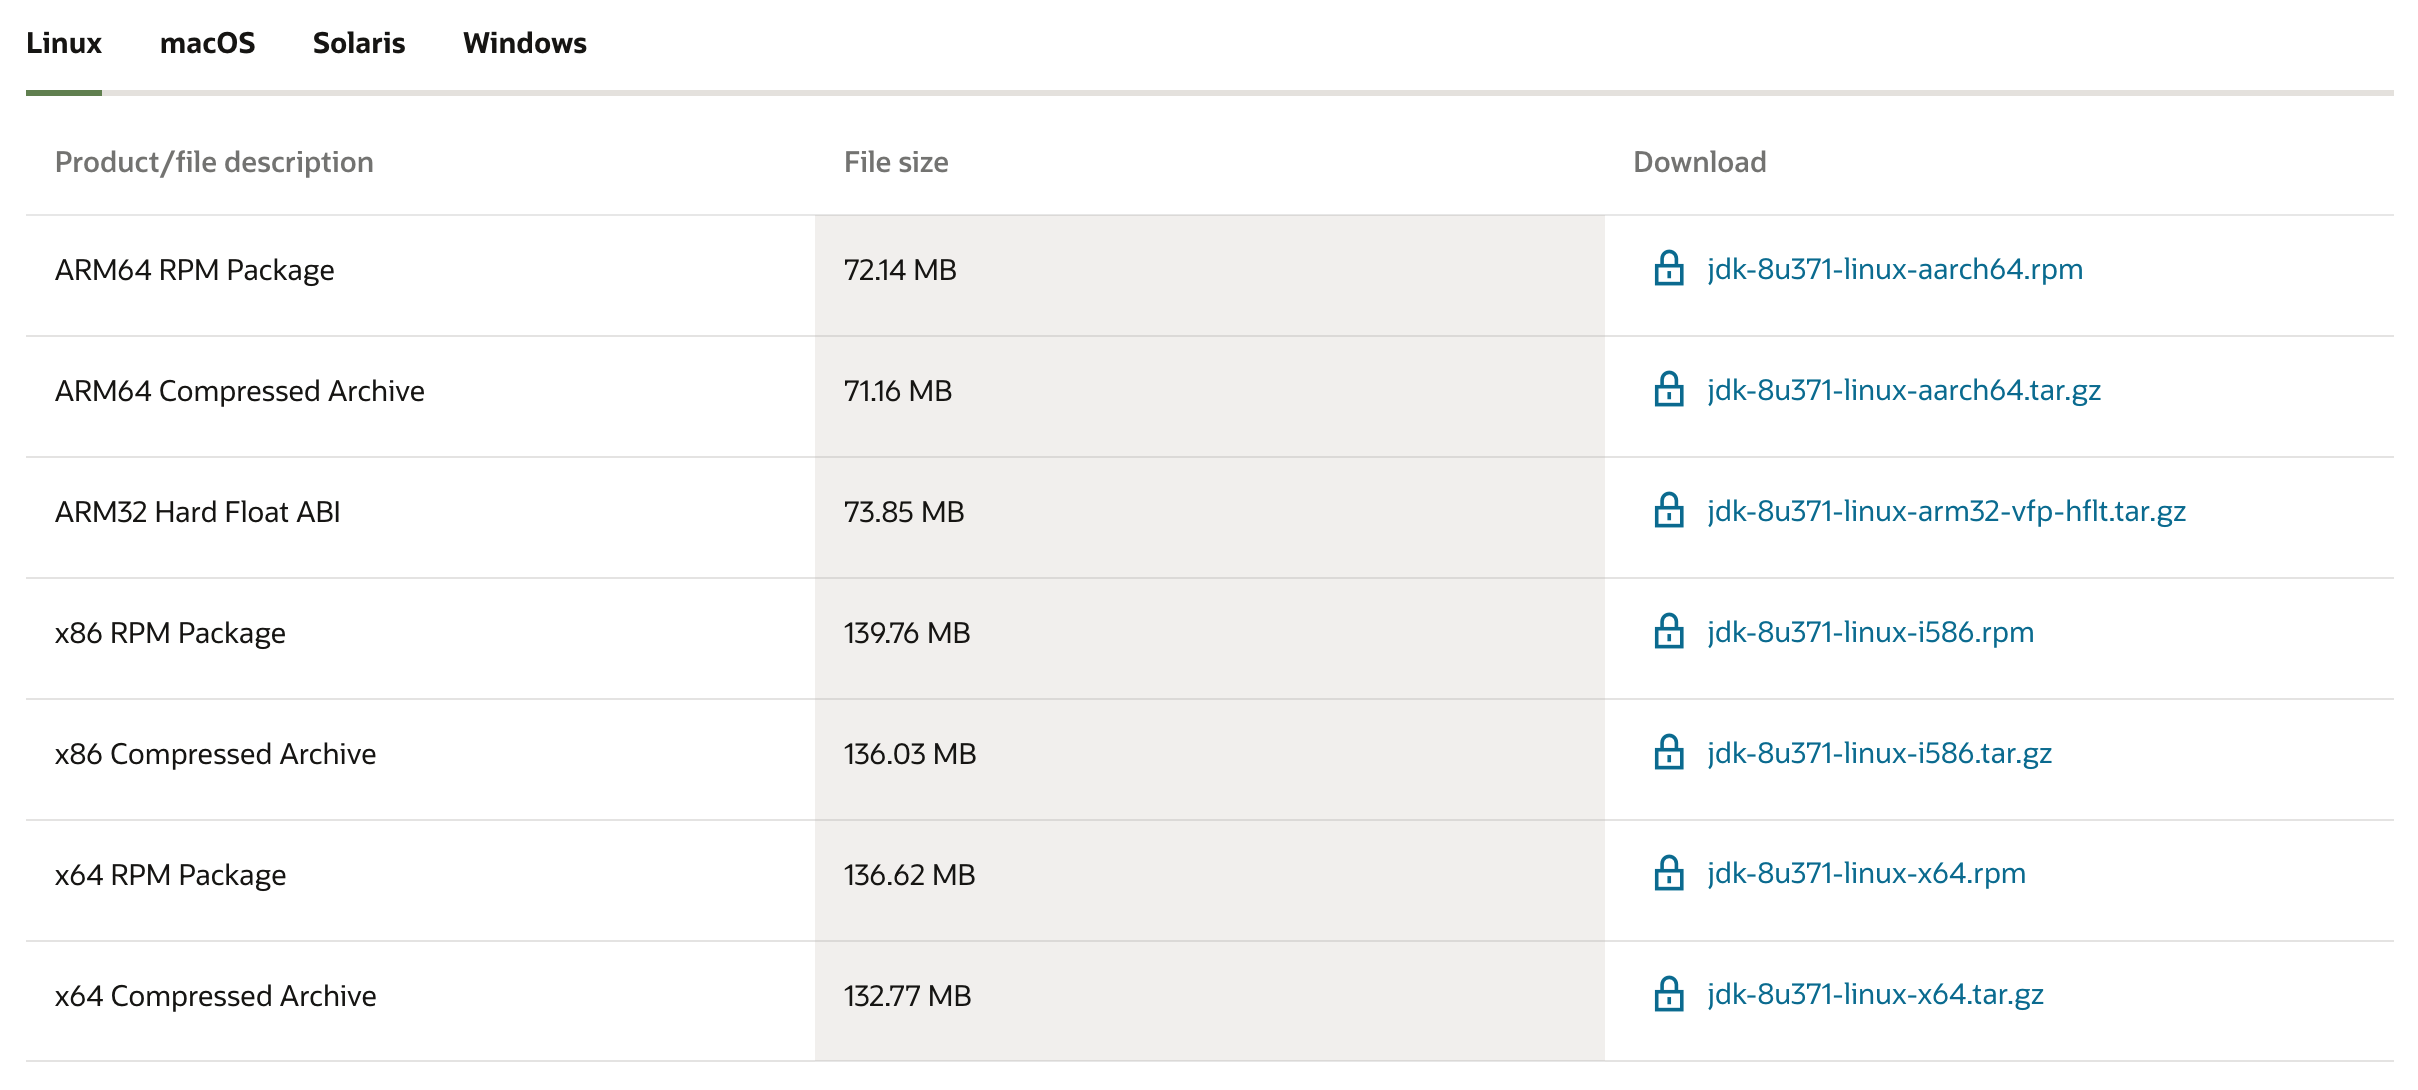 Linux macOS Solaris Windows
Product/file description File size Download
ARM64 RPM Package 72.14 MB jdk-8u371-linux-aarch64.rpm
ARM64 Compressed Archive 71.16 MB jdk-8u371-linux-aarch64.tar.gz
ARM32 Hard Float ABI 73.85 MB jdk-8u371-linux-arm32-vfp-hflt.tar.gz
x86 RPM Package 139.76 MB jdk-8u371-linux-i586.rpm
x86 Compressed Archive 136.03 MB jdk-8u371-linux-i586.tar.gz
x64 RPM Package 136.62 MB jdk-8u371-linux-x64.rpm
x64 Compressed Archive 132.77 MB jdk-8u371-linux-x64.tar.gz